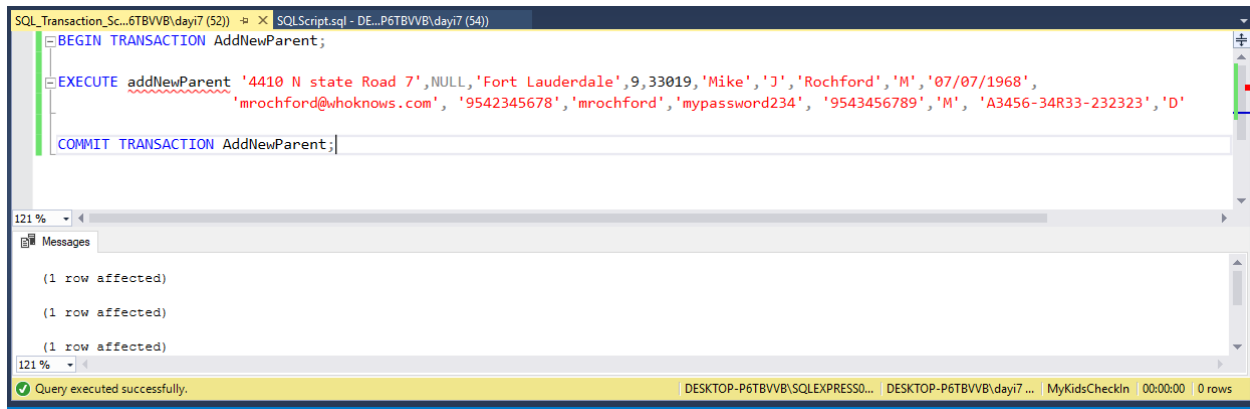 SQL_Transaction_Sc...6TBVVB\dayi7 (52)) SQLScript.sql - DE...P6TBVVB\dayi7 (54))
BEGIN TRANSACTION AddNewParent;
EXECUTE addNewParent '4410 N state Road 7',NULL,'Fort Lauderdale',9,33019,'Mike','J','Rochford','M','07/07/1968',
'mrochford@whoknows.com', '9542345678','mrochford','mypassword234', '9543456789','M', 'A3456-34R33-232323','D'
COMMIT TRANSACTION AddNewParent;
121 %
Messages
(1 row affected)
(1 row affected)
(1 row affected)
121 %
Query executed successfully. DESKTOP-P6TBVVB\SQLEXPRESS0... DESKTOP-P6TBVVB\dayi7 ... MyKidsCheckIn 00:00:00 0 rows